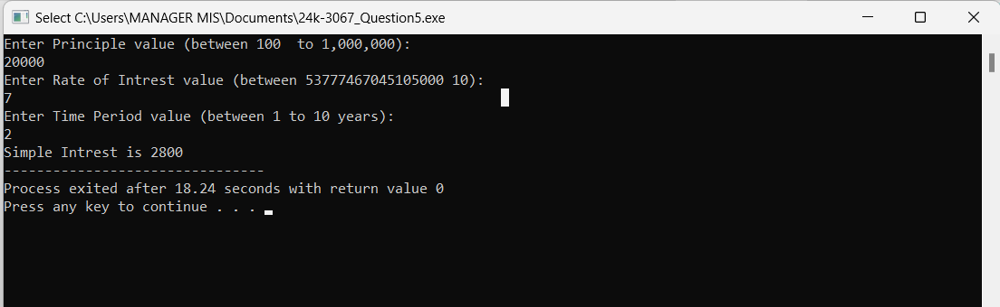 Select C:\Users\MANAGER MIS\Documents\24k-3067_Question5.exe
Enter Principle value (between 100  to 1,000,000):
20000
Enter Rate of Intrest value (between 53777467045105000 10):
7
Enter Time Period value (between 1 to 10 years):
2
Simple Intrest is 2800
--------------------------------
Process exited after 18.24 seconds with return value 0
Press any key to continue . . .